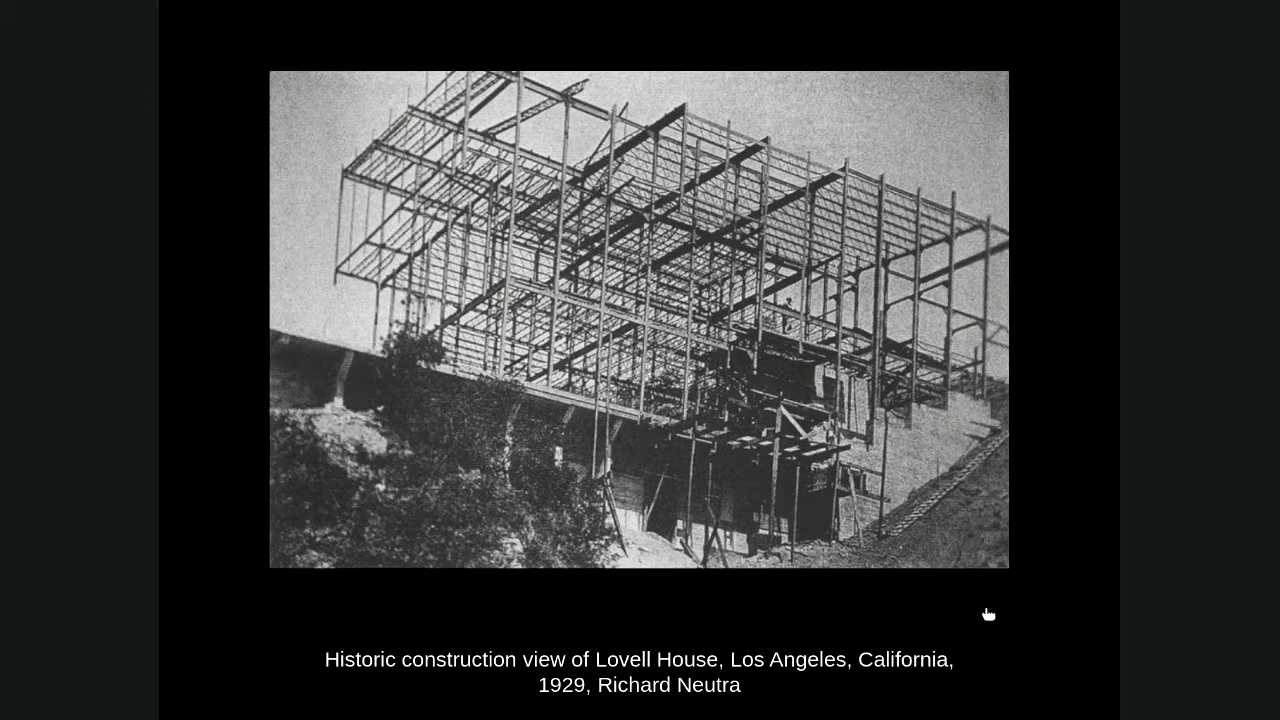 Historic construction view of Lovell House, Los Angeles, California,
1929, Richard Neutra